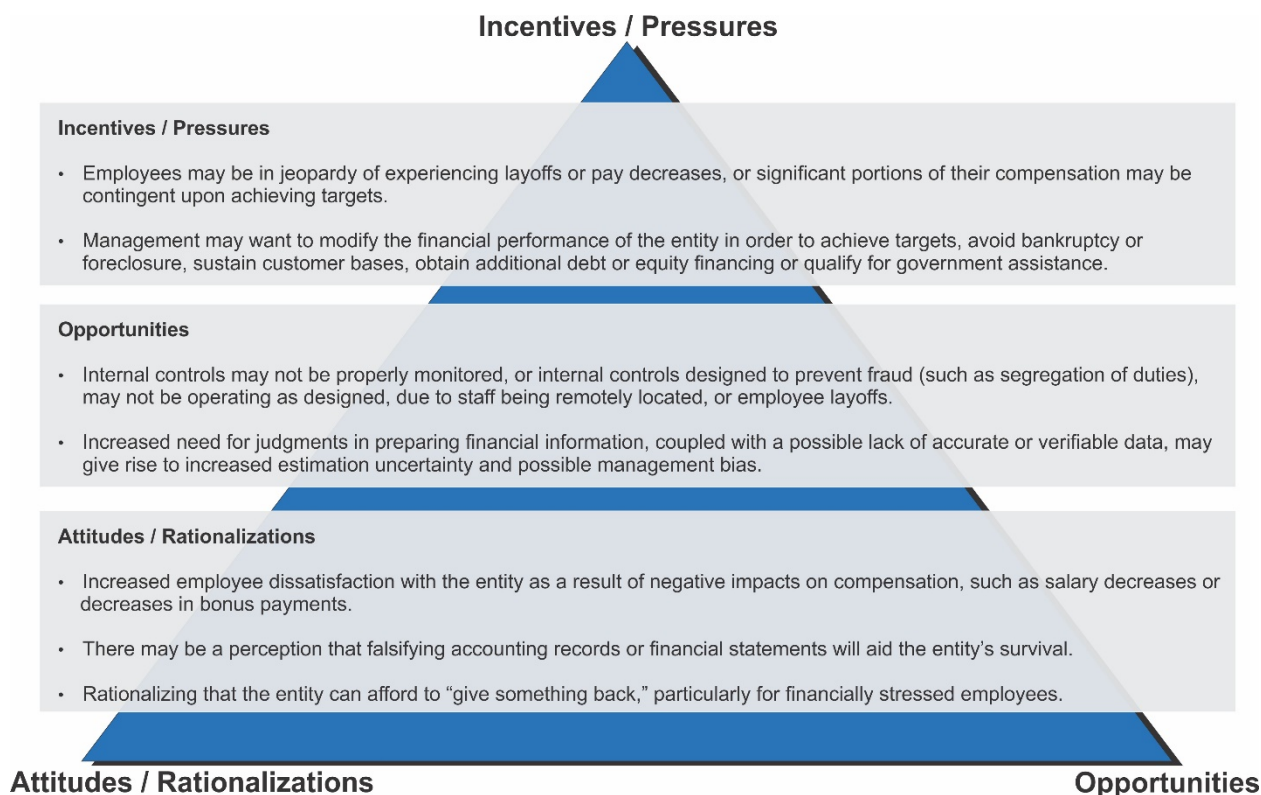 Incentives / Pressures
Incentives / Pressures
• Employees may be in jeopardy of experiencing layoffs or pay decreases, or significant portions of their compensation may be
contingent upon achieving targets.
• Management may want to modify the financial performance of the entity in order to achieve targets, avoid bankruptcy or
foreclosure, sustain customer bases, obtain additional debt or equity financing or qualify for government assistance.
Opportunities
• Internal controls may not be properly monitored, or internal controls designed to prevent fraud (such as segregation of duties),
may not be operating as designed, due to staff being remotely located, or employee layoffs.
• Increased need for judgments in preparing financial information, coupled with a possible lack of accurate or verifiable data, may
give rise to increased estimation uncertainty and possible management bias.
Attitudes / Rationalizations
• Increased employee dissatisfaction with the entity as a result of negative impacts on compensation, such as salary decreases or
decreases in bonus payments.
• There may be a perception that falsifying accounting records or financial statements will aid the entity’s survival.
• Rationalizing that the entity can afford to “give something back,” particularly for financially stressed employees.
Attitudes / Rationalizations
Opportunities